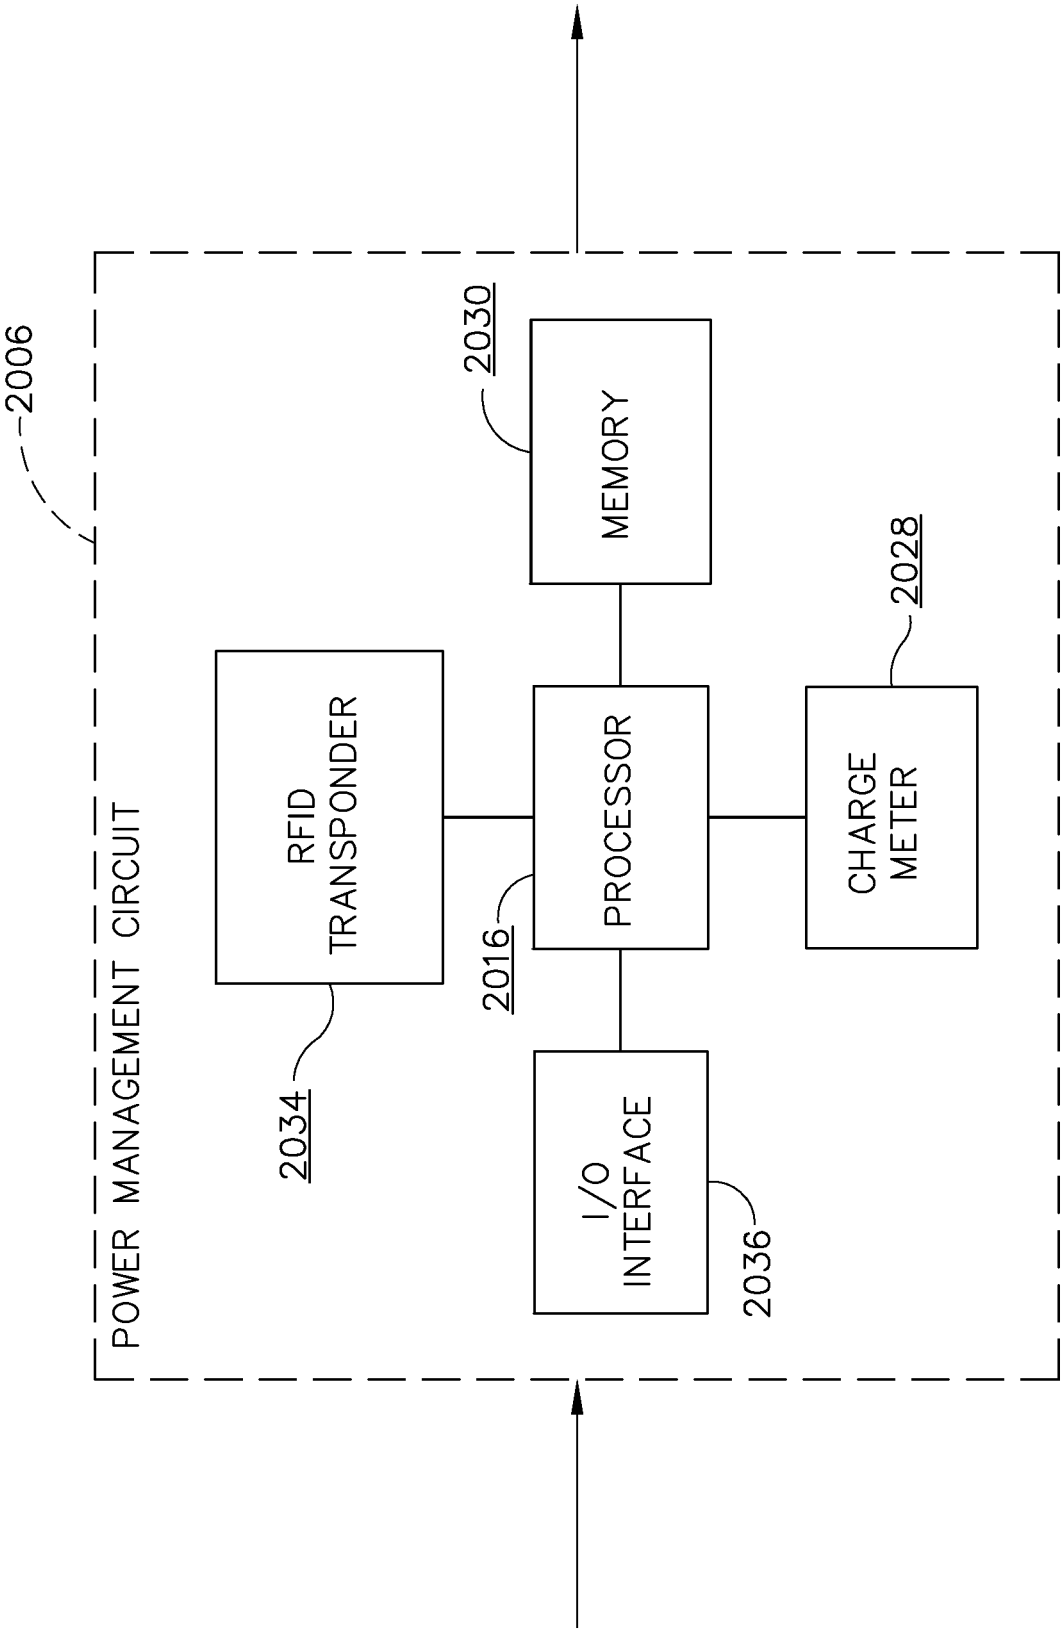 2006
POWER MANAGEMENT CIRCUIT
2034
RFID
TRANSPONDER
2030
2016
I/O
INTERFACE
PROCESSOR
MEMORY
2036
CHARGE
METER
2028